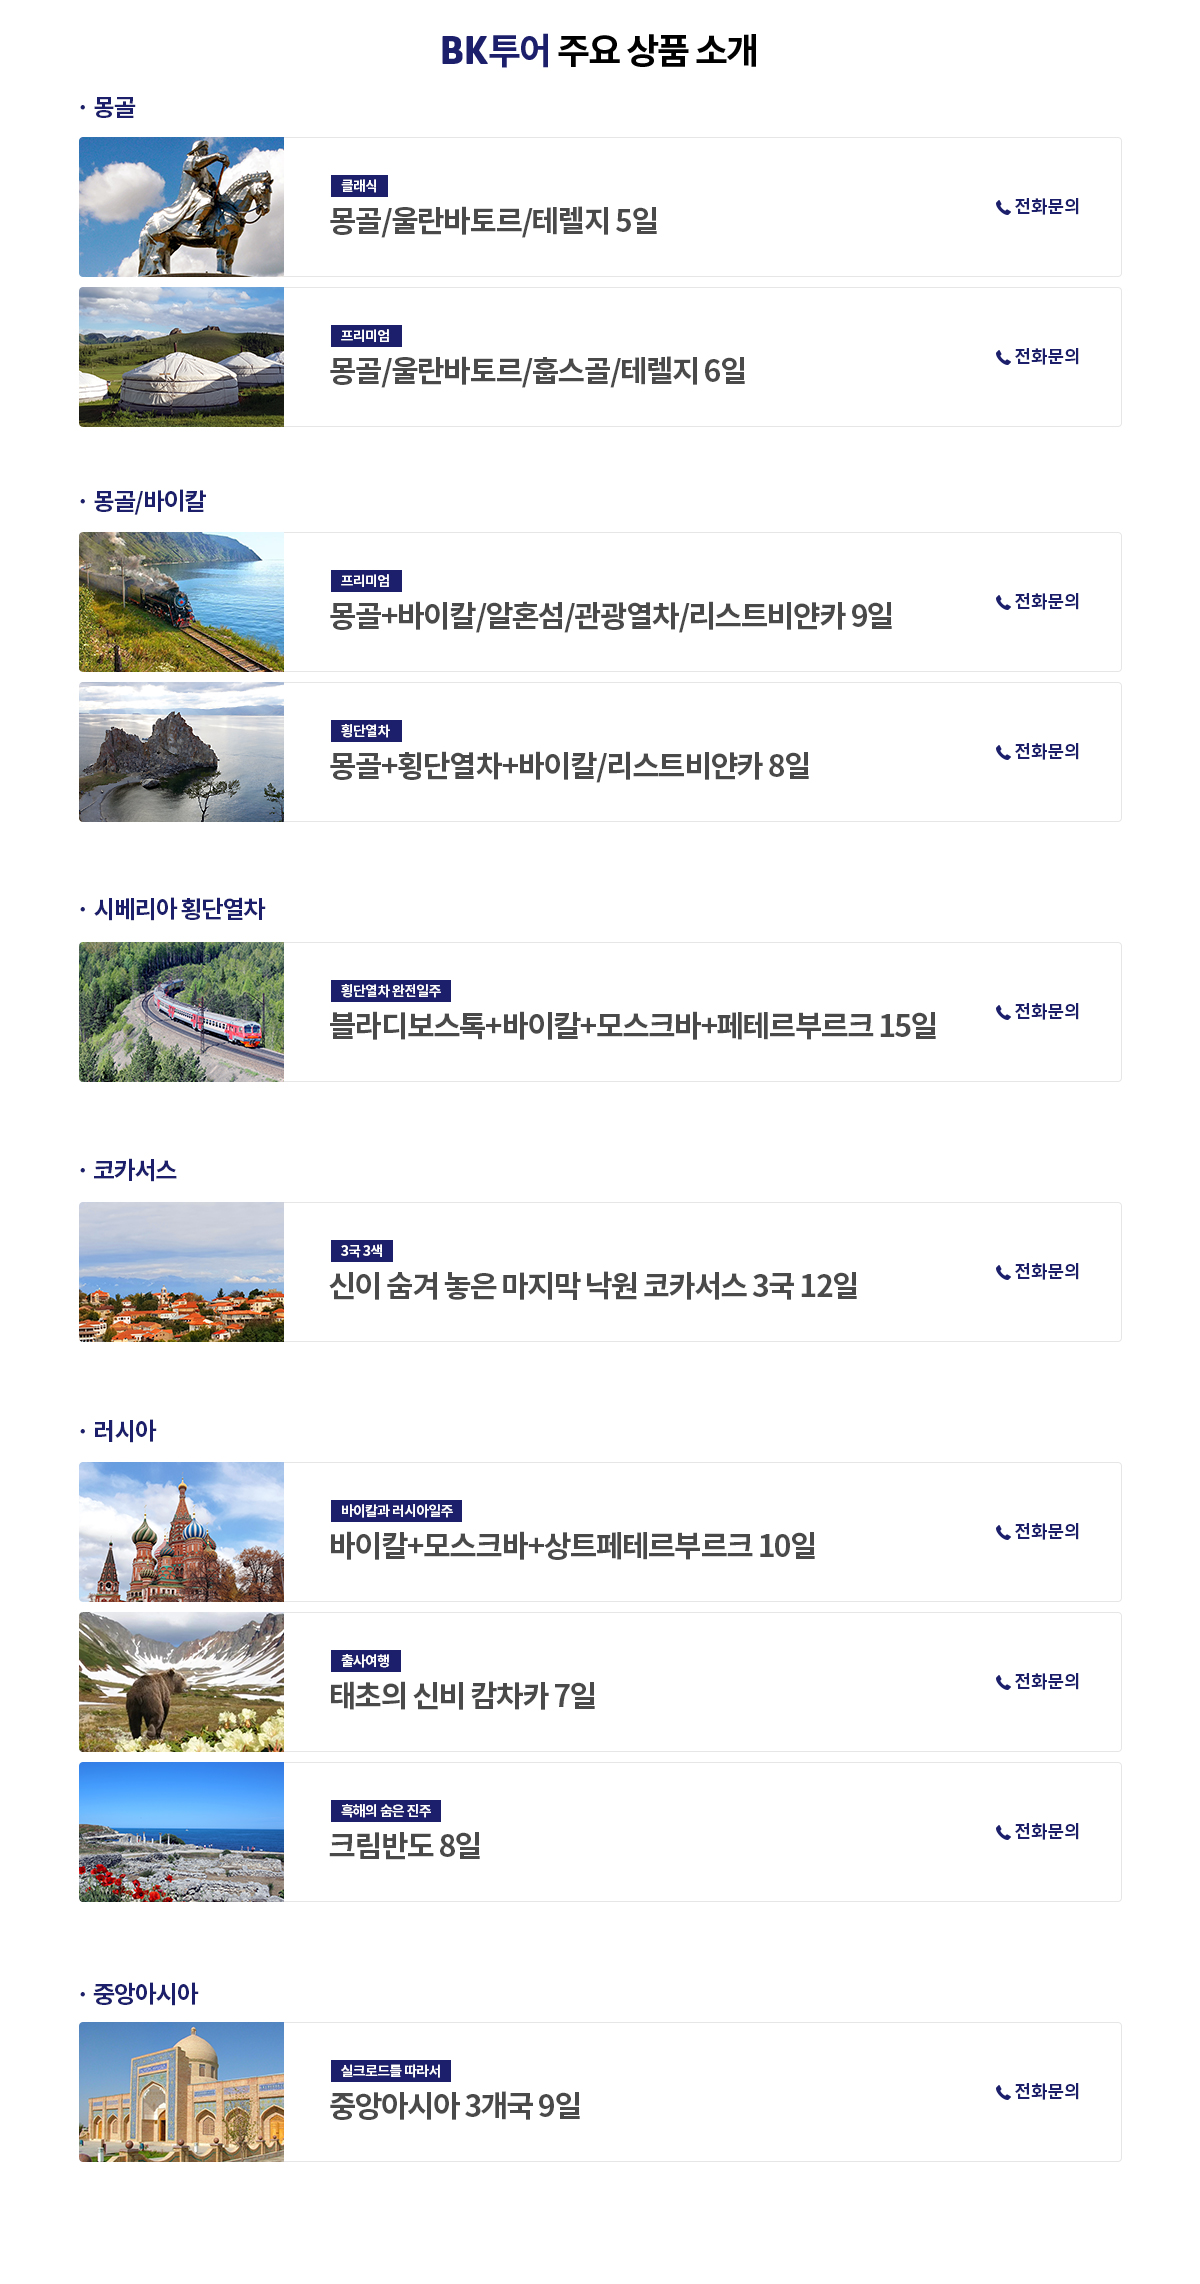 BK투어 주요 상품 소개
· 몽골
클래식
몽골/울란바토르/테렐지 5일
전화문의
프리미엄
몽골/울란바토르/홉스골/테렐지 6일
전화문의
· 몽골/바이칼
프리미엄
몽골+바이칼/알혼섬/관광열차/리스트비얀카 9일
전화문의
횡단열차
몽골+횡단열차+바이칼/리스트비얀카 8일
전화문의
· 시베리아 횡단열차
횡단열차 완전일주
블라디보스톡+바이칼+모스크바+페테르부르크 15일
전화문의
· 코카서스
3국 3색
신이 숨겨 놓은 마지막 낙원 코카서스 3국 12일
전화문의
· 러시아
바이칼과 러시아일주
바이칼+모스크바+상트페테르부르크 10일
전화문의
출사여행
태초의 신비 캄차카 7일
전화문의
흑해의 숨은 진주
크림반도 8일
전화문의
· 중앙아시아
실크로드를 따라서
중앙아시아 3개국 9일
전화문의